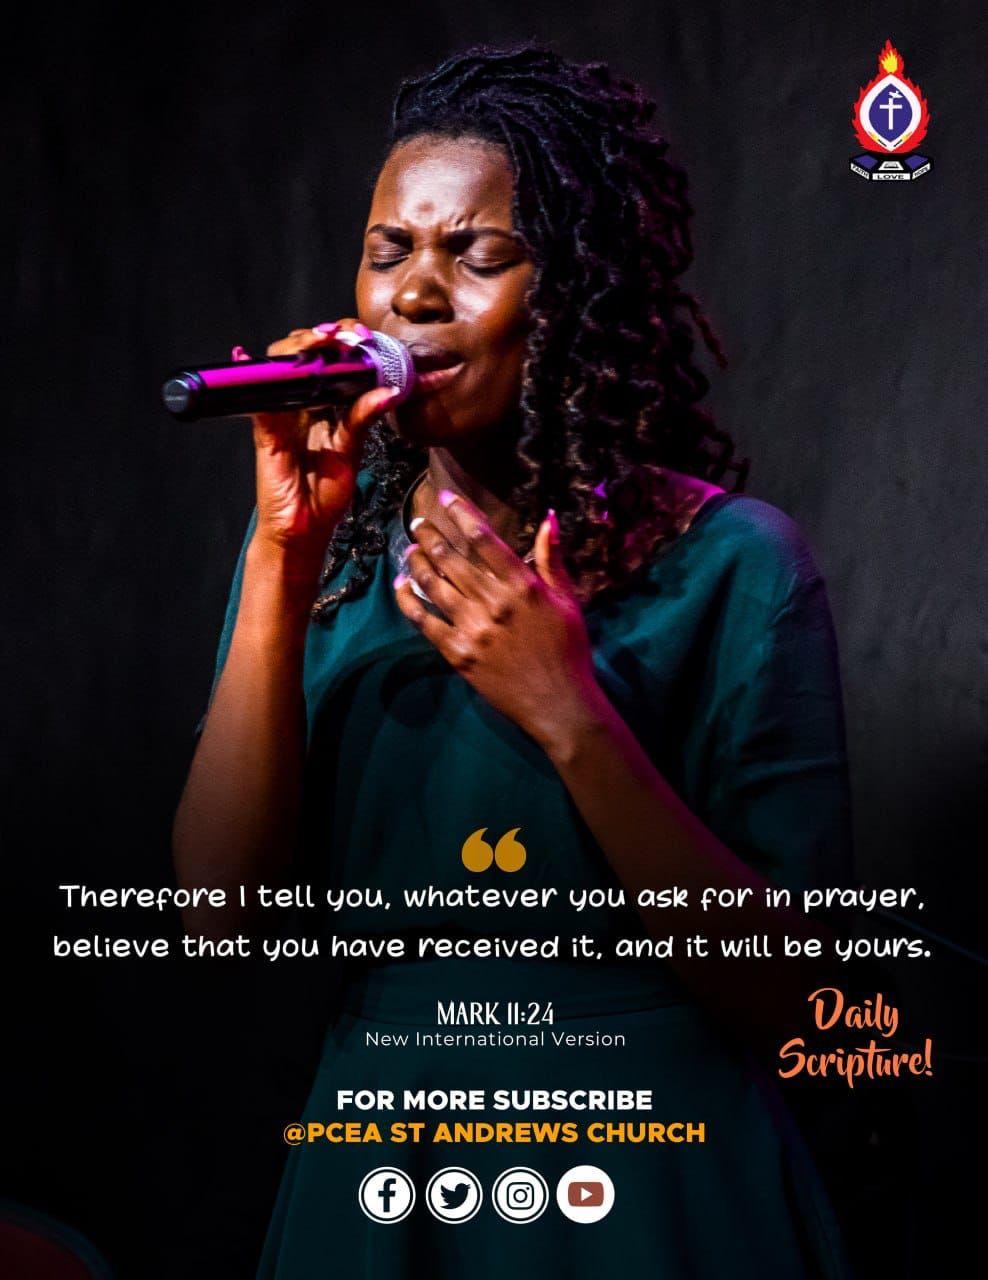 FAITH LOVE HOPE
Therefore I tell you, whatever you ask for in prayer,
believe that you have received it, and it will be yours.
MARK 11:24
New International Version
Daily
Scripture!
FOR MORE SUBSCRIBE
@PCEA ST ANDREWS CHURCH